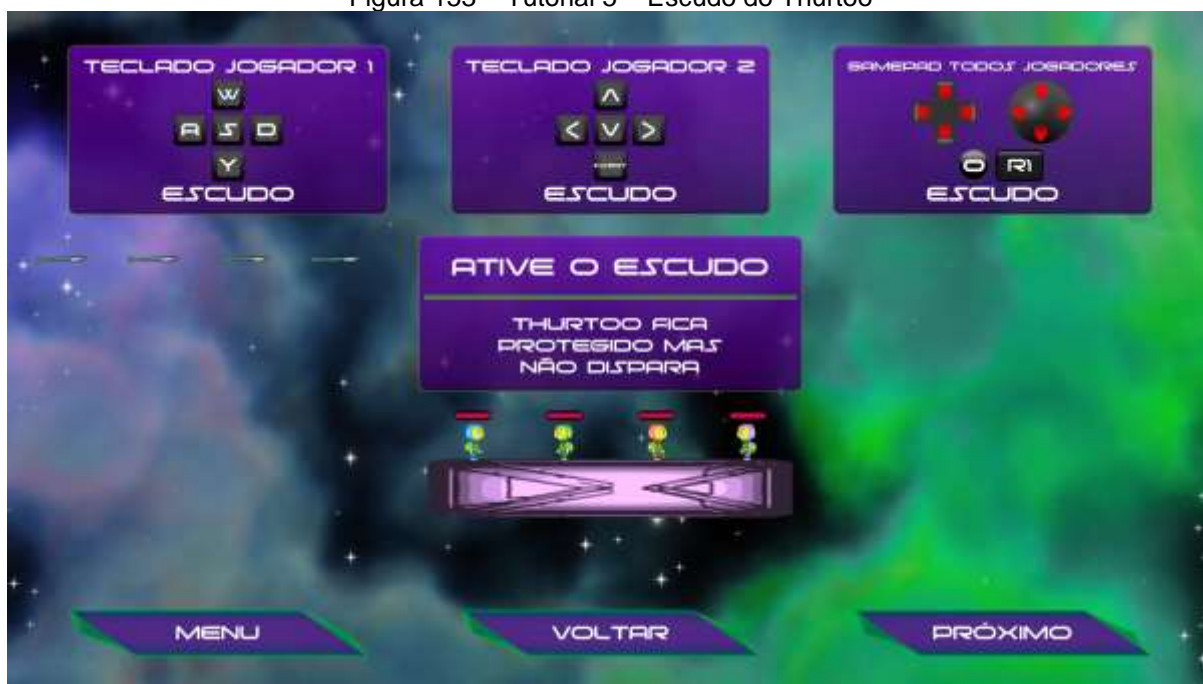 Figura 153 – Tutorial 5 – Escudo do Thurtoo
TECLADO JOGADOR 1
W
A S D
Y
ESCUDO
TECLADO JOGADOR 2
ESCUDO
GAMEPAD TODOS JOGADORES
O R1
ESCUDO
ATIVE O ESCUDO
THURTOO FICA
PROTEGIDO MAS
NÃO DISPARA
MENU
VOLTAR
PRÓXIMO